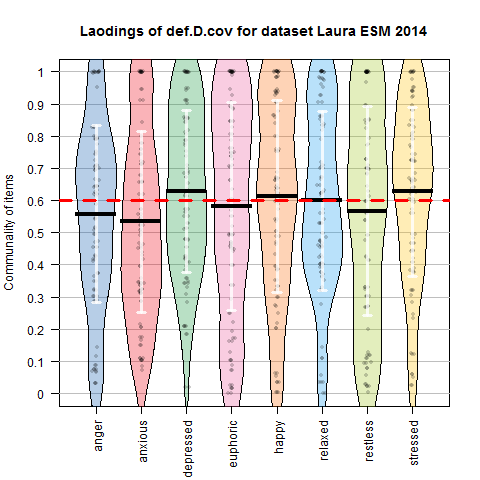 Laodings of def.D.cov for dataset Laura ESM 2014
Communality of items
1
0.9
0.8
0.7
0.6
0.5
0.4
0.3
0.2
0.1
0
anger
anxious
depressed
euphoric
happy
relaxed
restless
stressed